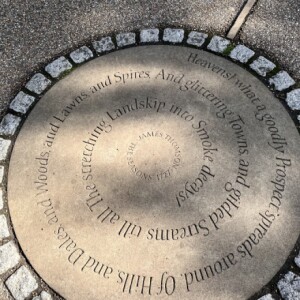 Heavens! what a goodly Prospect spreads around, Of Hills and Dales and Woods and Lawns and Spires, And glittering Towns and gilded Streams till all The stretching Landskip into Smoke decays!
JAMES THOMSON